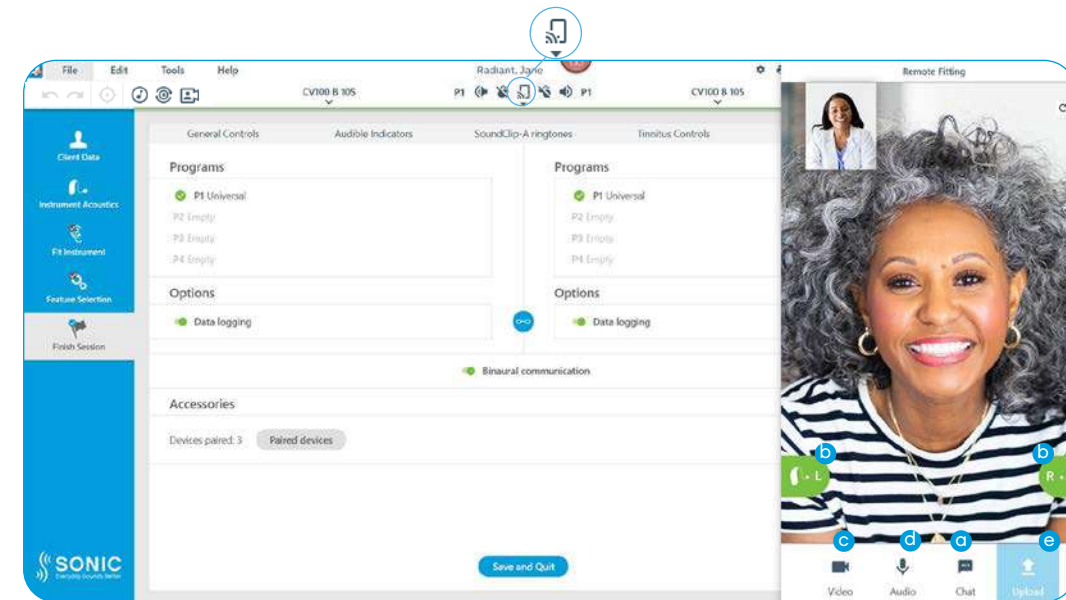 File Edit Tools Help
Radiant, Jane
Remote Fitting
CV100 B 105
P1
P1
CV100 B 105
Client Data
Instrument Acoustics
Fit Instrument
Feature Selection
Finish Session
General Controls Audible Indicators SoundClip-A ringtones Tinnitus Controls
Programs
Programs
P1 Universal
P1 Universal
P2 Empty
P2 Empty
P3 Empty
P3 Empty
P4 Empty
P4 Empty
Options
Options
Data logging
Data logging
Binaural communication
Accessories
Devices paired: 3 Paired devices
Save and Quit
SONIC
Everyday Sounds Better
b
b
L
R
c
d
a
e
Video
Audio
Chat
Upload